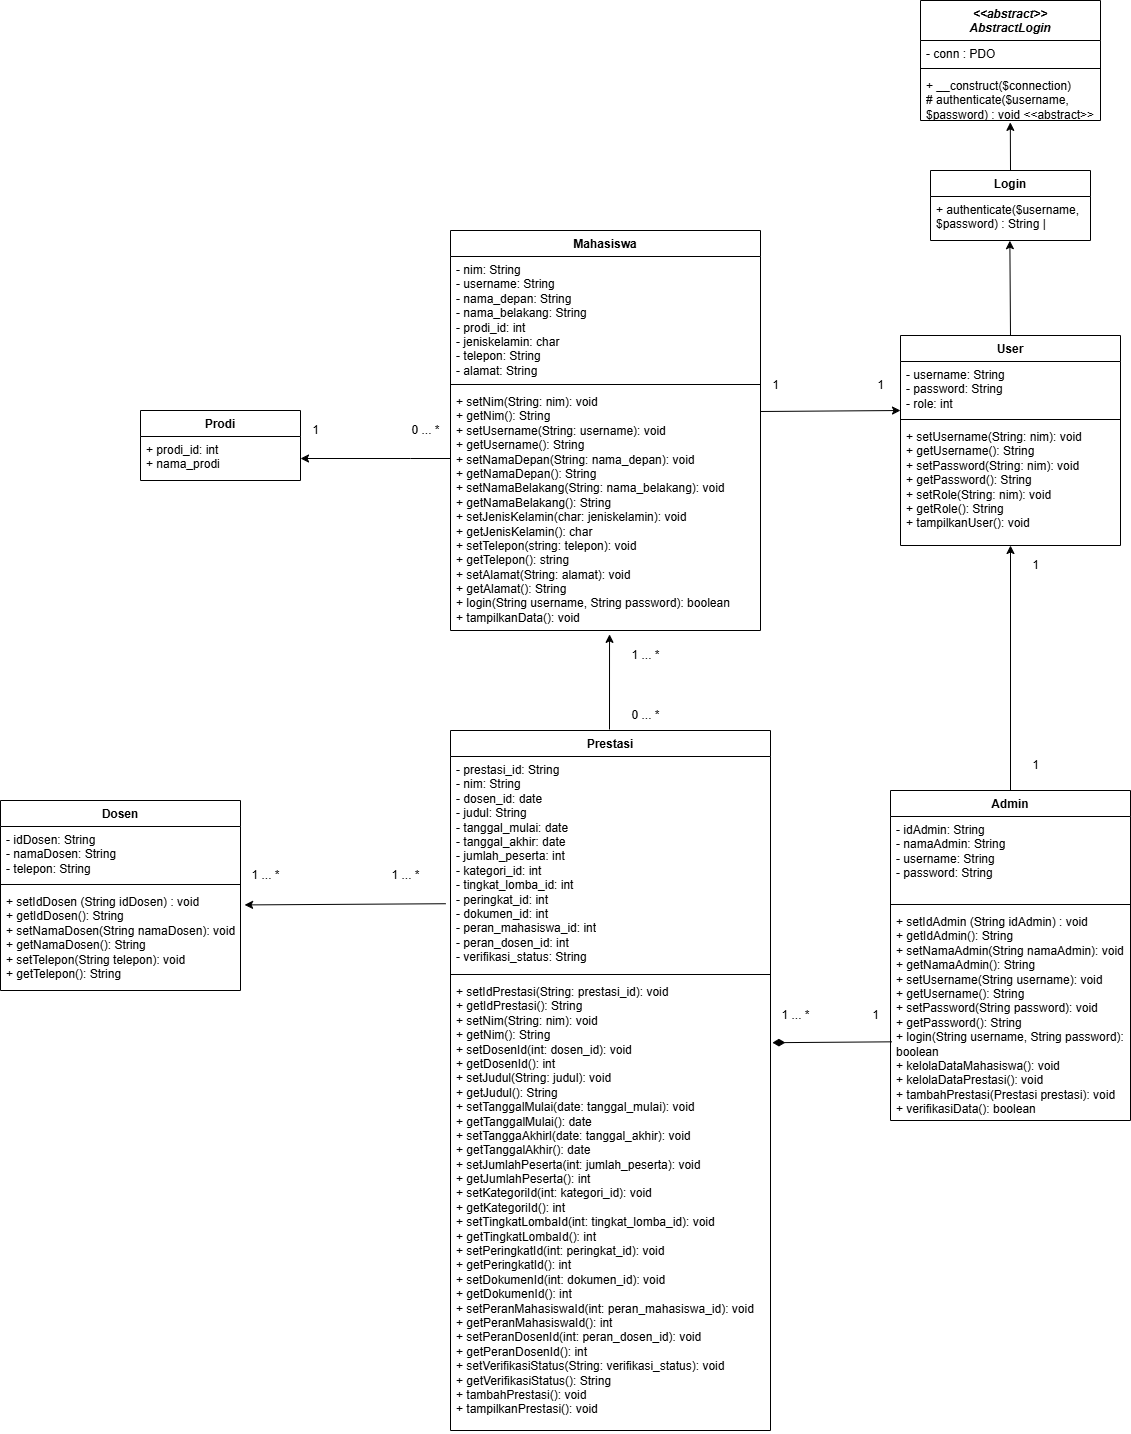 <<abstract>>
AbstractLogin
- conn : PDO
+ __construct($connection)
# authenticate($username,
$password) : void <<abstract>>
Login
+ authenticate($username,
$password) : String |
Mahasiswa
- nim: String
- username: String
- nama_depan: String
- nama_belakang: String
- prodi_id: int
- jeniskelamin: char
- telepon: String
- alamat: String
+ setNim(String: nim): void
+ getNim(): String
+ setUsername(String: username): void
+ getUsername(): String
+ setNamaDepan(String: nama_depan): void
+ getNamaDepan(): String
+ setNamaBelakang(String: nama_belakang): void
+ getNamaBelakang(): String
+ setJenisKelamin(char: jeniskelamin): void
+ getJenisKelamin(): char
+ setTelepon(string: telepon): void
+ getTelepon(): string
+ setAlamat(String: alamat): void
+ getAlamat(): String
+ login(String username, String password): boolean
+ tampilkanData(): void
1
1
User
- username: String
- password: String
- role: int
+ setUsername(String: nim): void
+ getUsername(): String
+ setPassword(String: nim): void
+ getPassword(): String
+ setRole(String: nim): void
+ getRole(): String
+ tampilkanUser(): void
Prodi
+ prodi_id: int
+ nama_prodi
1
0 ... *
1
1 ... *
0 ... *
1
Prestasi
- prestasi_id: String
- nim: String
- dosen_id: date
- judul: String
- tanggal_mulai: date
- tanggal_akhir: date
- jumlah_peserta: int
- kategori_id: int
- tingkat_lomba_id: int
- peringkat_id: int
- dokumen_id: int
- peran_mahasiswa_id: int
- peran_dosen_id: int
- verifikasi_status: String
+ setIdPrestasi(String: prestasi_id): void
+ getIdPrestasi(): String
+ setNim(String: nim): void
+ getNim(): String
+ setDosenId(int: dosen_id): void
+ getDosenId(): int
+ setJudul(String: judul): void
+ getJudul(): String
+ setTanggalMulai(date: tanggal_mulai): void
+ getTanggalMulai(): date
+ setTanggaAkhirl(date: tanggal_akhir): void
+ getTanggalAkhir(): date
+ setJumlahPeserta(int: jumlah_peserta): void
+ getJumlahPeserta(): int
+ setKategoriId(int: kategori_id): void
+ getKategoriId(): int
+ setTingkatLombaId(int: tingkat_lomba_id): void
+ getTingkatLombaId(): int
+ setPeringkatId(int: peringkat_id): void
+ getPeringkatId(): int
+ setDokumenId(int: dokumen_id): void
+ getDokumenId(): int
+ setPeranMahasiswaId(int: peran_mahasiswa_id): void
+ getPeranMahasiswaId(): int
+ setPeranDosenId(int: peran_dosen_id): void
+ getPeranDosenId(): int
+ setVerifikasiStatus(String: verifikasi_status): void
+ getVerifikasiStatus(): String
+ tambahPrestasi(): void
+ tampilkanPrestasi(): void
Dosen
- idDosen: String
- namaDosen: String
- telepon: String
+ setIdDosen (String idDosen) : void
+ getIdDosen(): String
+ setNamaDosen(String namaDosen): void
+ getNamaDosen(): String
+ setTelepon(String telepon): void
+ getTelepon(): String
1 ... *
1 ... *
Admin
- idAdmin: String
- namaAdmin: String
- username: String
- password: String
+ setIdAdmin (String idAdmin) : void
+ getIdAdmin(): String
+ setNamaAdmin(String namaAdmin): void
+ getNamaAdmin(): String
+ setUsername(String username): void
+ getUsername(): String
+ setPassword(String password): void
+ getPassword(): String
+ login(String username, String password):
boolean
+ kelolaDataMahasiswa(): void
+ kelolaDataPrestasi(): void
+ tambahPrestasi(Prestasi prestasi): void
+ verifikasiData(): boolean
1 ... *
1